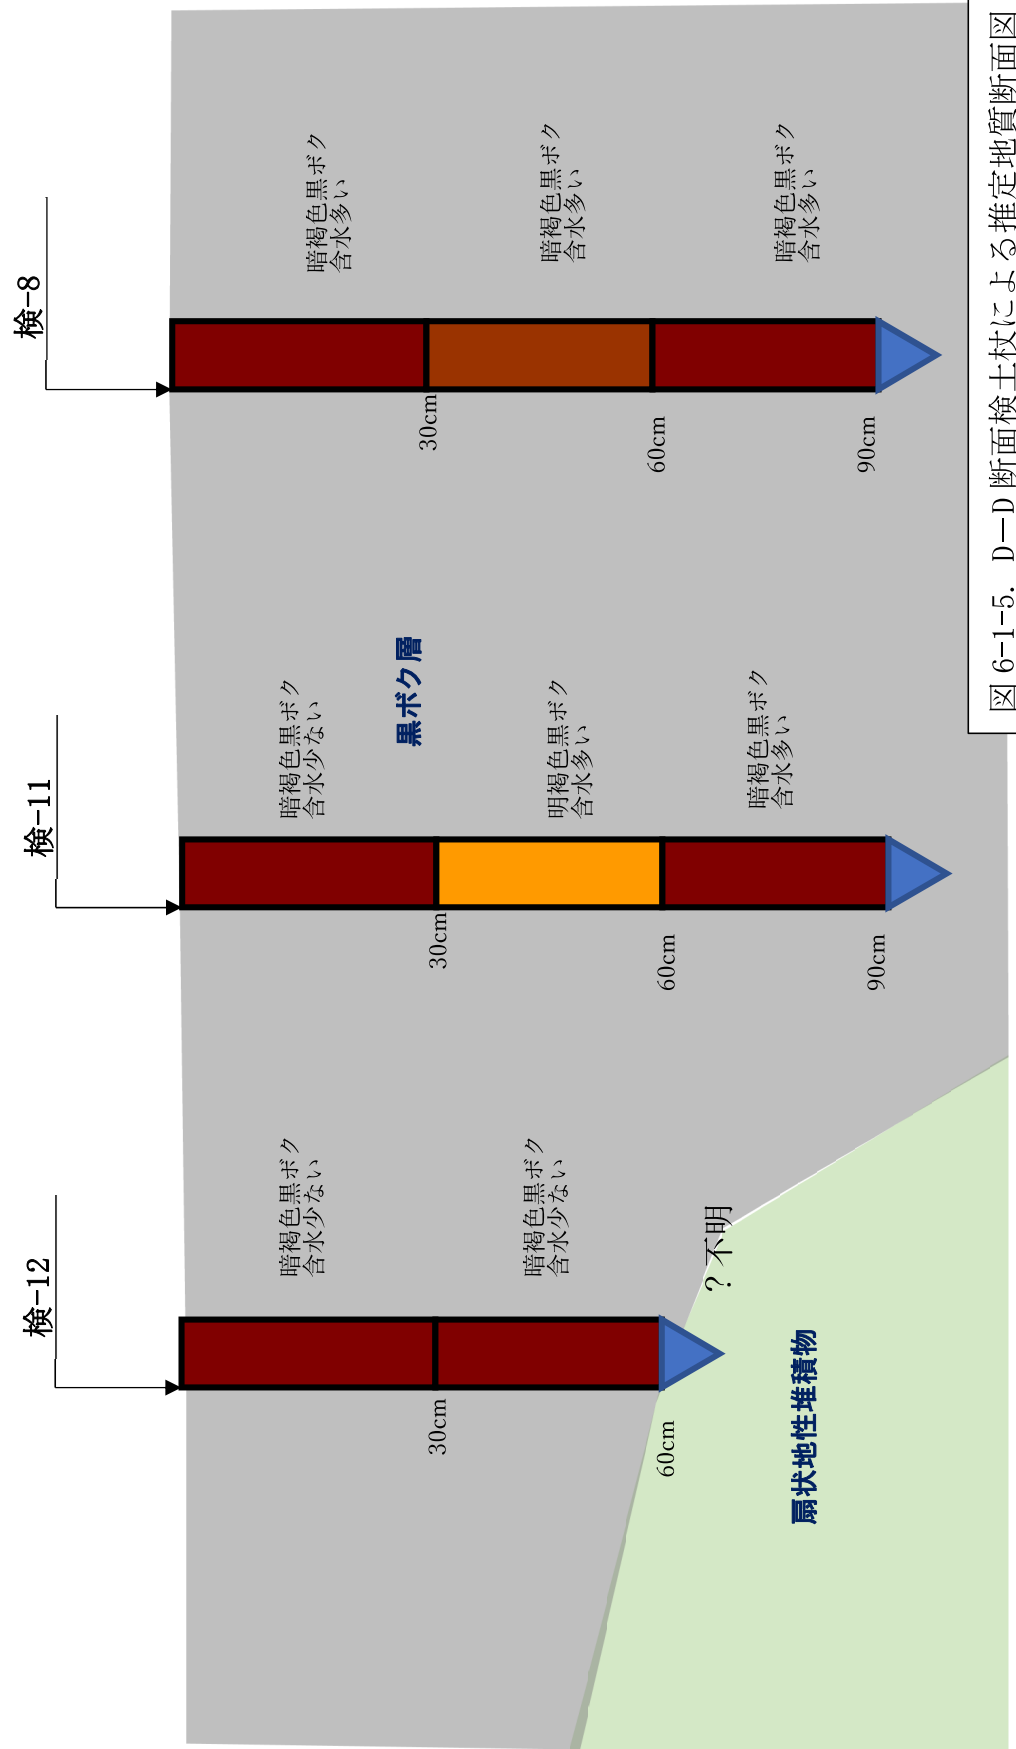 検-12
検-11
検-8
暗褐色黒ボク
含水少ない
暗褐色黒ボク
含水少ない
暗褐色黒ボク
含水多い
30cm
30cm
30cm
黒ボク層
暗褐色黒ボク
含水少ない
明褐色黒ボク
含水多い
暗褐色黒ボク
含水多い
60cm
60cm
60cm
? 不明
暗褐色黒ボク
含水多い
暗褐色黒ボク
含水多い
扇状地性堆積物
90cm
90cm
図 6-1-5. D―D 断面検土杖による推定地質断面図